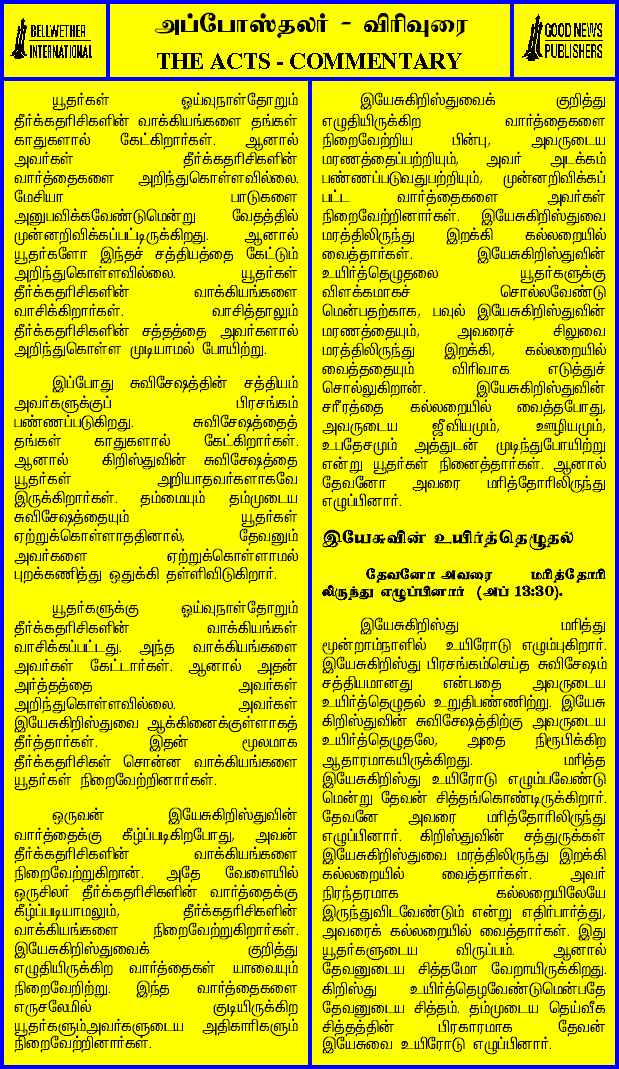 BELLWETHER
INTERNATIONAL
அப்போஸ்தலர் - விரிவுரை
THE ACTS - COMMENTARY
GOOD NEWS
PUBLISHERS
யூதர்கள் ஓய்வுநாள்தோறும்
தீர்க்கதரிசிகளின் வாக்கியங்களை தங்கள்
காதுகளால் கேட்கிறார்கள். ஆனால்
அவர்கள் தீர்க்கதரிசிகளின்
வார்த்தைகளை அறிந்துகொள்ளவில்லை.
மேசியா பாடுகளை
அனுபவிக்கவேண்டுமென்று வேதத்தில்
முன்னறிவிக்கப்பட்டிருக்கிறது. ஆனால்
யூதர்களோ இந்தச் சத்தியத்தை கேட்டும்
அறிந்துகொள்ளவில்லை. யூதர்கள்
தீர்க்கதரிசிகளின் வாக்கியங்களை
வாசிக்கிறார்கள். வாசித்தாலும்
தீர்க்கதரிசிகளின் சத்தத்தை அவர்களால்
அறிந்துகொள்ள முடியாமல் போயிற்று.
இப்போது சுவிசேஷத்தின் சத்தியம்
அவர்களுக்குப் பிரசங்கம்
பண்ணப்படுகிறது. சுவிசேஷத்தைத்
தங்கள் காதுகளால் கேட்கிறார்கள்.
ஆனால் கிறிஸ்துவின் சுவிசேஷத்தை
யூதர்கள் அறியாதவர்களாகவே
இருக்கிறார்கள். தம்மையும் தம்முடைய
சுவிசேஷத்தையும் யூதர்கள்
ஏற்றுக்கொள்ளாததினால், தேவனும்
அவர்களை ஏற்றுக்கொள்ளாமல்
புறக்கணித்து ஒதுக்கி தள்ளிவிடுகிறார்.
யூதர்களுக்கு ஓய்வுநாள்தோறும்
தீர்க்கதரிசிகளின் வாக்கியங்கள்
வாசிக்கப்பட்டது. அந்த வாக்கியங்களை
அவர்கள் கேட்டார்கள். ஆனால் அதன்
அர்த்தத்தை அவர்கள்
அறிந்துகொள்ளவில்லை. அவர்கள்
இயேசுகிறிஸ்துவை ஆக்கினைக்குள்ளாகத்
தீர்த்தார்கள். இதன் மூலமாக
தீர்க்கதரிசிகள் சொன்ன வாக்கியங்களை
யூதர்கள் நிறைவேற்றினார்கள்.
ஒருவன் இயேசுகிறிஸ்துவின்
வார்த்தைக்கு கீழ்ப்படிகிறபோது, அவன்
தீர்க்கதரிசிகளின் வாக்கியங்களை
நிறைவேற்றுகிறான். அதே வேளையில்
ஒருசிலர் தீர்க்கதரிசிகளின் வார்த்தைக்கு
கீழ்ப்படியாமலும், தீர்க்கதரிசிகளின்
வாக்கியங்களை நிறைவேற்றுகிறார்கள்.
இயேசுகிறிஸ்துவைக் குறித்து
எழுதியிருக்கிற வார்த்தைகள் யாவையும்
நிறைவேறிற்று. இந்த வார்த்தைகளை
எருசலேமில் குடியிருக்கிற
யூதர்களும்அவர்களுடைய அதிகாரிகளும்
நிறைவேற்றினார்கள்.
இயேசுகிறிஸ்துவைக் குறித்து
எழுதியிருக்கிற வார்த்தைகளை
நிறைவேற்றிய பின்பு, அவருடைய
மரணத்தைப்பற்றியும், அவர் அடக்கம்
பண்ணப்படுவதுபற்றியும், முன்னறிவிக்கப்
பட்ட வார்த்தைகளை அவர்கள்
நிறைவேற்றினார்கள். இயேசுகிறிஸ்துவை
மரத்திலிருந்து இறக்கி கல்லறையில்
வைத்தார்கள். இயேசுகிறிஸ்துவின்
உயிர்த்தெழுதலை யூதர்களுக்கு
விளக்கமாகச் சொல்லவேண்டு
மென்பதற்காக, பவுல் இயேசுகிறிஸ்துவின்
மரணத்தையும், அவரைச் சிலுவை
மரத்திலிருந்து இறக்கி, கல்லறையில்
வைத்ததையும் விரிவாக எடுத்துச்
சொல்லுகிறான். இயேசுகிறிஸ்துவின்
சரீரத்தை கல்லறையில் வைத்தபோது,
அவருடைய ஜீவியமும், ஊழியமும்,
உபதேசமும் அத்துடன் முடிந்துபோயிற்று
என்று யூதர்கள் நினைத்தார்கள். ஆனால்
தேவனோ அவரை மரித்தோரிலிருந்து
எழுப்பினார்.
இயேசுவின் உயிர்த்தெழுதல்
தேவனோ அவரை மரித்தோரி
லிருந்து எழுப்பினார் (அப் 13:30).
இயேசுகிறிஸ்து மரித்து
மூன்றாம்நாளில் உயிரோடு எழும்புகிறார்.
இயேசுகிறிஸ்து பிரசங்கம்செய்த சுவிசேஷம்
சத்தியமானது என்பதை அவருடைய
உயிர்த்தெழுதல் உறுதிபண்ணிற்று. இயேசு
கிறிஸ்துவின் சுவிசேஷத்திற்கு அவருடைய
உயிர்த்தெழுதலே, அதை நிரூபிக்கிற
ஆதாரமாகயிருக்கிறது. மரித்த
இயேசுகிறிஸ்து உயிரோடு எழும்பவேண்டு
மென்று தேவன் சித்தங்கொண்டிருக்கிறார்.
தேவனே அவரை மரித்தோரிலிருந்து
எழுப்பினார். கிறிஸ்துவின் சத்துருக்கள்
இயேசுகிறிஸ்துவை மரத்திலிருந்து இறக்கி
கல்லறையில் வைத்தார்கள். அவர்
நிரந்தரமாக கல்லறையிலேயே
இருந்துவிடவேண்டும் என்று எதிர்பார்த்து,
அவரைக் கல்லறையில் வைத்தார்கள். இது
யூதர்களுடைய விருப்பம். ஆனால்
தேவனுடைய சித்தமோ வேறாயிருக்கிறது.
கிறிஸ்து உயிர்த்தெழவேண்டுமென்பதே
தேவனுடைய சித்தம். தம்முடைய தெய்வீக
சித்தத்தின் பிரகாரமாக தேவன்
இயேசுவை உயிரோடு எழுப்பினார்.